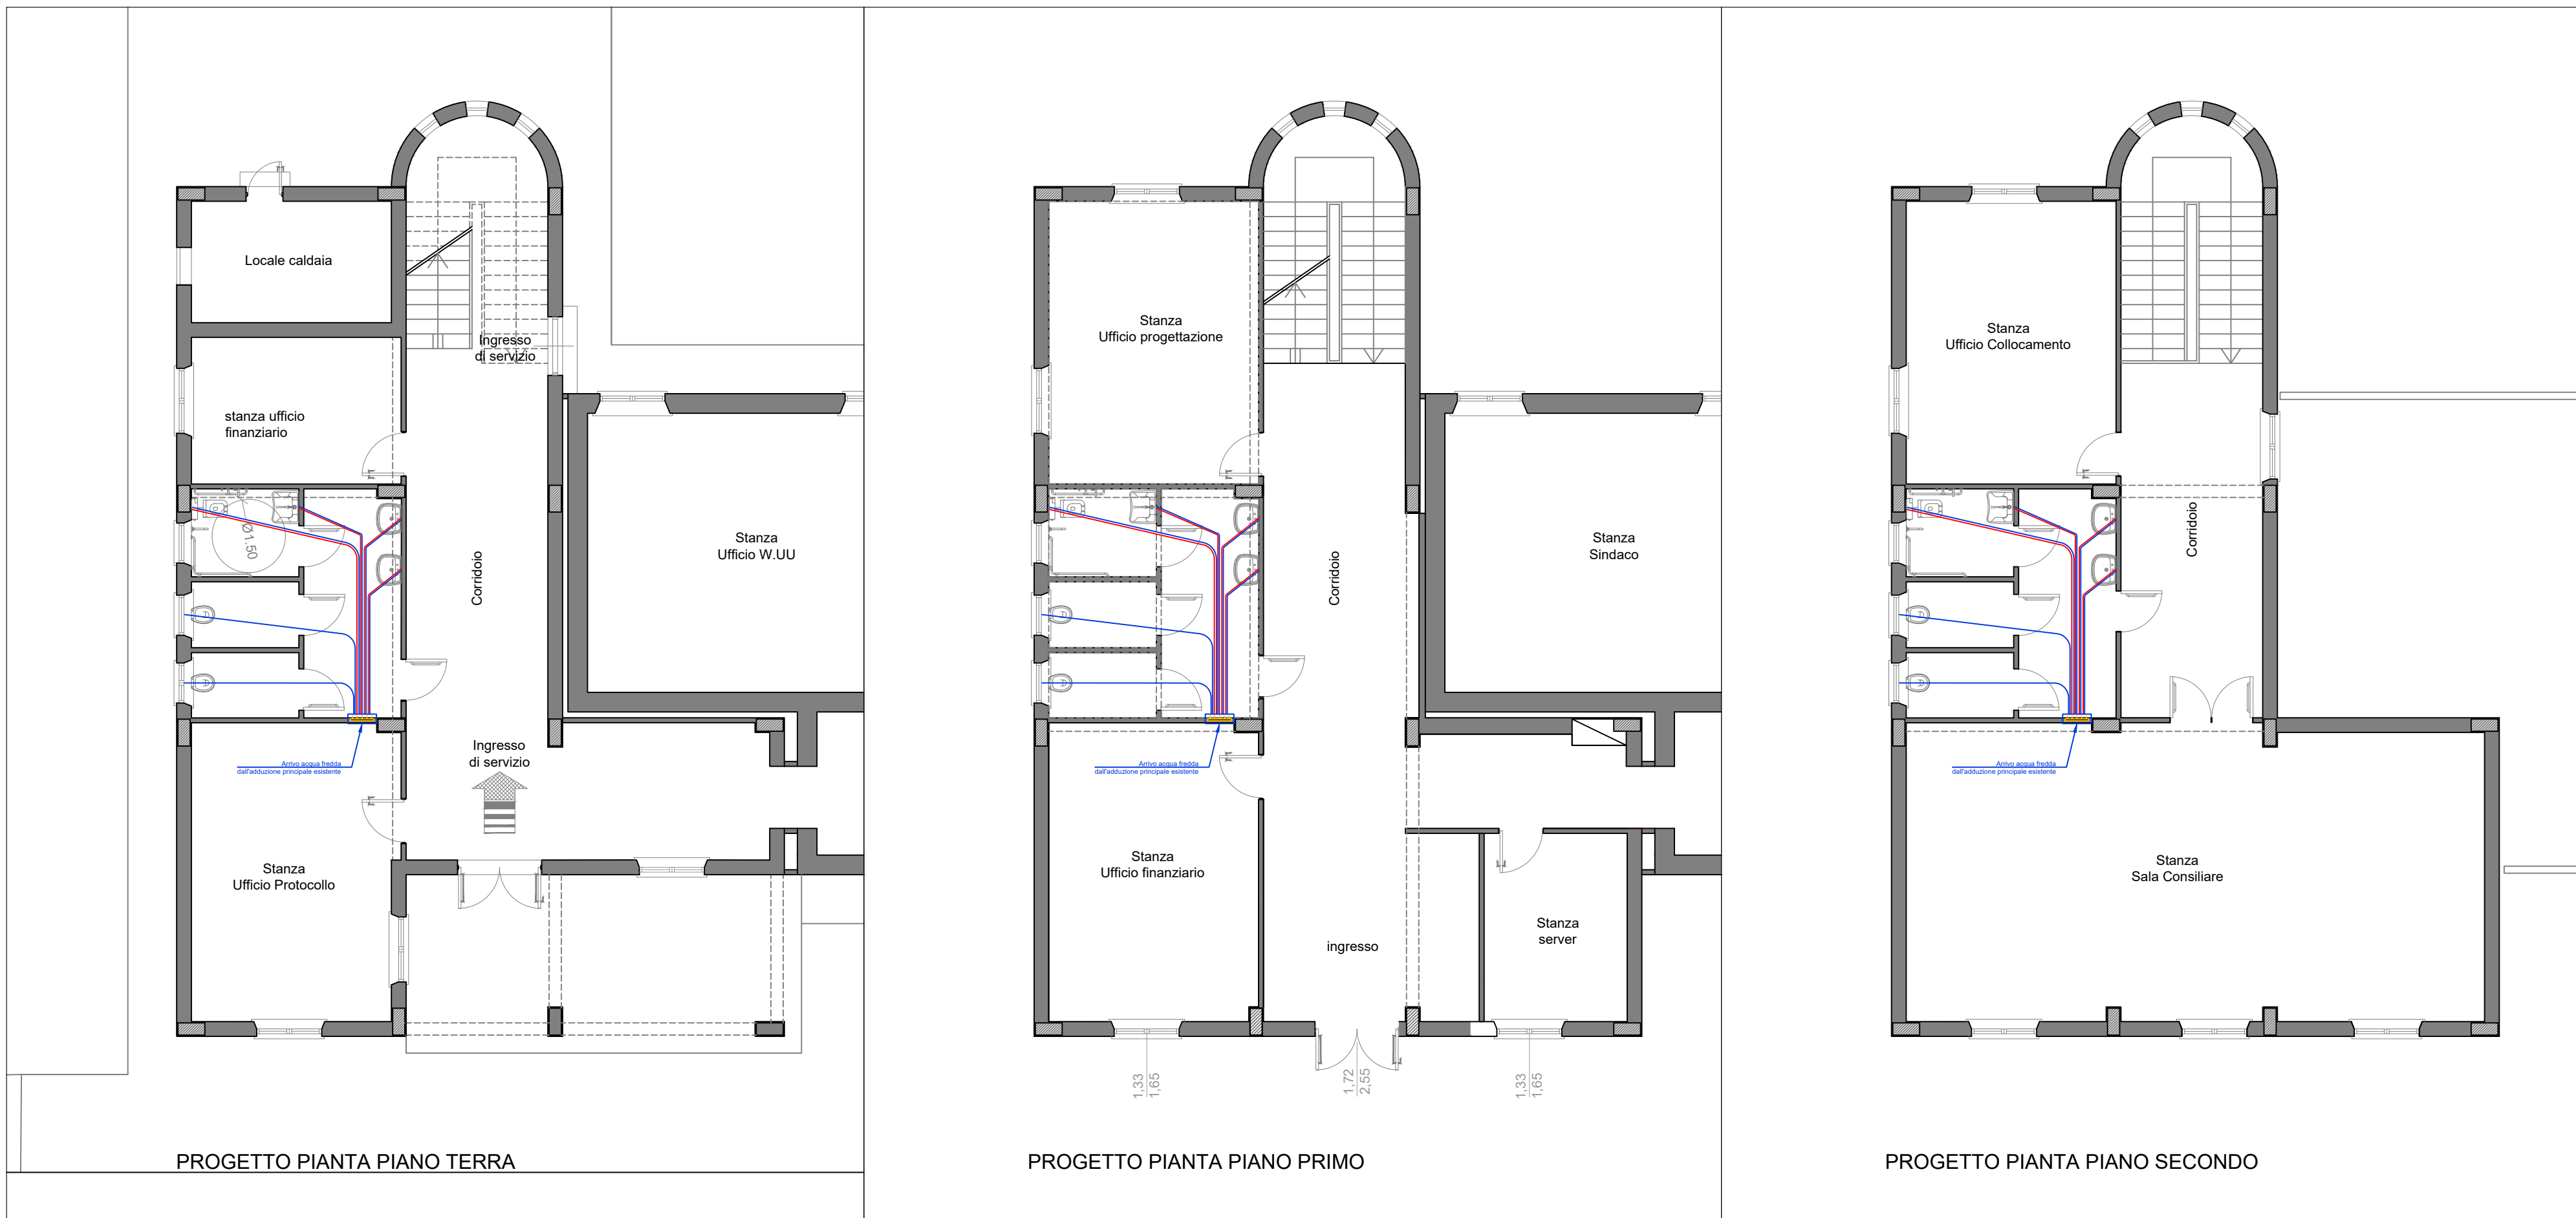 Locale caldaia
Ingresso
di servizio
stanza ufficio
finanziario
Ø1.50
Corridoio
Stanza
Ufficio W.UU
Ingresso
di servizio
Arrivo acqua fredda
dall'adduzione principale esistente
Stanza
Ufficio Protocollo
PROGETTO PIANTA PIANO TERRA
Stanza
Ufficio progettazione
Corridoio
Stanza
Sindaco
Arrivo acqua fredda
dall'adduzione principale esistente
Stanza
Ufficio finanziario
ingresso
Stanza
server
1,33
1,65
1,72
2,55
1,33
1,65
PROGETTO PIANTA PIANO PRIMO
Stanza
Ufficio Collocamento
Corridoio
Arrivo acqua fredda
dall'adduzione principale esistente
Stanza
Sala Consiliare
PROGETTO PIANTA PIANO SECONDO